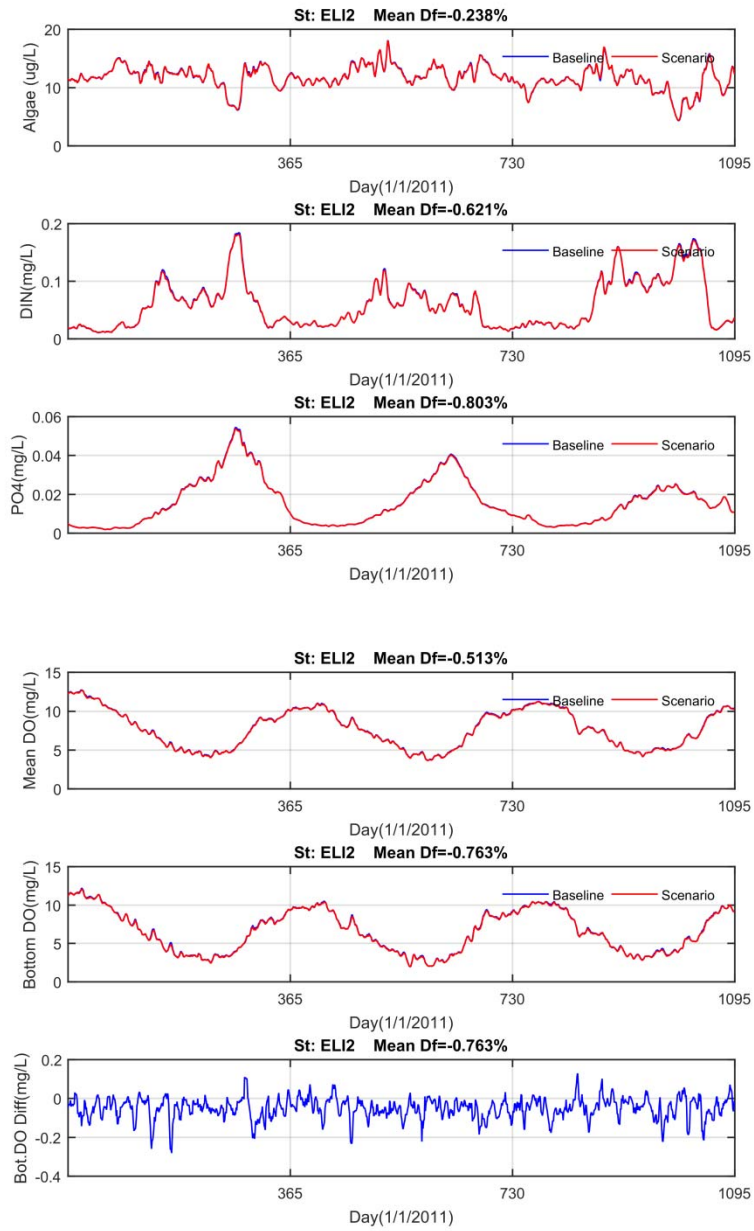 St: ELI2 Mean Df=-0.238%
20
10
0
Algae (ug/L)
Baseline Scenario
365 730 1095
Day(1/1/2011)
St: ELI2 Mean Df=-0.621%
0.2
0.1
0
DIN(mg/L)
Baseline Scenario
365 730 1095
Day(1/1/2011)
St: ELI2 Mean Df=-0.803%
0.06
0.04
0.02
0
PO4(mg/L)
Baseline Scenario
365 730 1095
Day(1/1/2011)
St: ELI2 Mean Df=-0.513%
15
10
5
0
Mean DO(mg/L)
Baseline Scenario
365 730 1095
Day(1/1/2011)
St: ELI2 Mean Df=-0.763%
15
10
5
0
Bottom DO(mg/L)
Baseline Scenario
365 730 1095
Day(1/1/2011)
St: ELI2 Mean Df=-0.763%
0.2
0
-0.2
-0.4
Bot.DO Diff(mg/L)
365 730 1095
Day(1/1/2011)